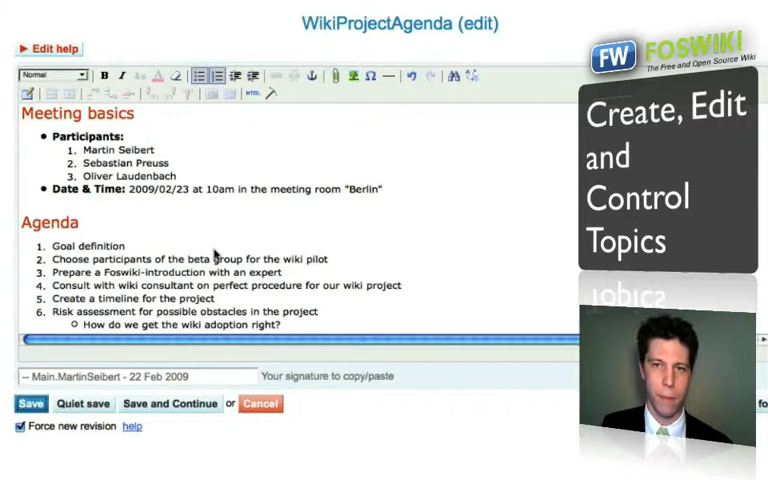 WikiProjectAgenda (edit)
Edit help
Normal
B I
HTML
Meeting basics
Participants:
1. Martin Seibert
2. Sebastian Preuss
3. Oliver Laudenbach
Date & Time: 2009/02/23 at 10am in the meeting room "Berlin"
Agenda
1. Goal definition
2. Choose participants of the beta group for the wiki pilot
3. Prepare a Foswiki-introduction with an expert
4. Consult with wiki consultant on perfect procedure for our wiki project
5. Create a timeline for the project
6. Risk assessment for possible obstacles in the project
How do we get the wiki adoption right?
-- Main.MartinSeibert - 22 Feb 2009 Your signature to copy/paste
Save Quiet save Save and Continue or Cancel
fo
Force new revision help
FW FOSWIKI
The Free and Open Source Wiki
Create, Edit
and
Control
Topics